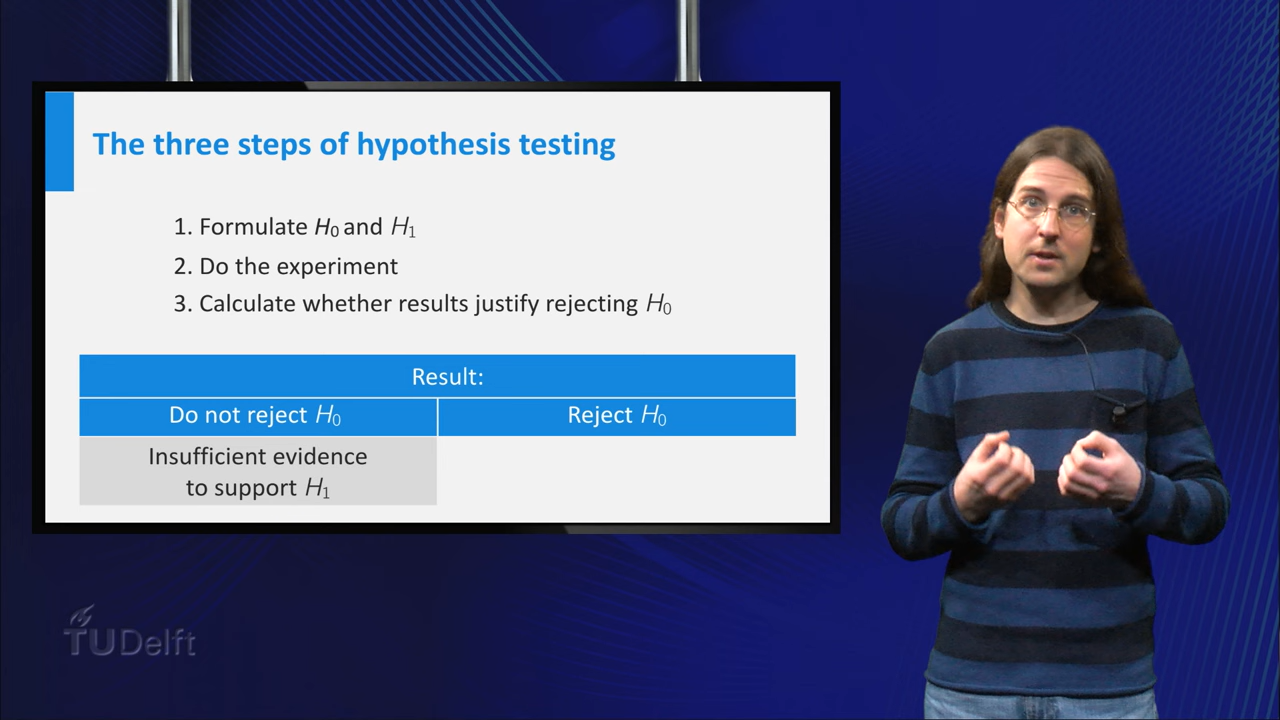 The three steps of hypothesis testing
1. Formulate H₀ and H₁
2. Do the experiment
3. Calculate whether results justify rejecting H₀
Result:
Do not reject H₀
Reject H₀
Insufficient evidence
to support H₁
TUDelft